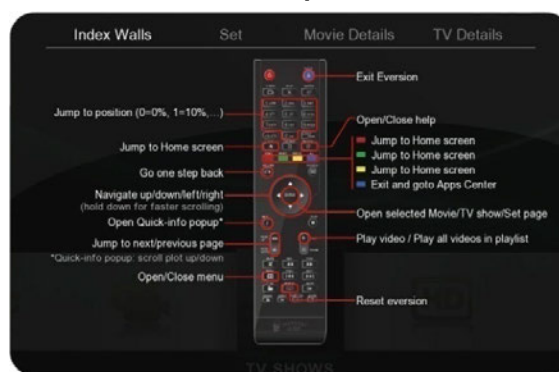 Index Walls
Set
Movie Details
TV Details
Exit Eversion
Jump to position (0=0%, 1=10%,...)
Open/Close help
Jump to Home screen
Jump to Home screen
Jump to Home screen
Jump to Home screen
Exit and goto Apps Center
Go one step back
Navigate up/down/left/right
(hold down for faster scrolling)
Open selected Movie/TV show/Set page
Open Quick-info popup*
Jump to next/previous page
Play video / Play all videos in playlist
*Quick-info popup: scroll plot up/down
Open/Close menu
Reset eversion
TV SHOWS